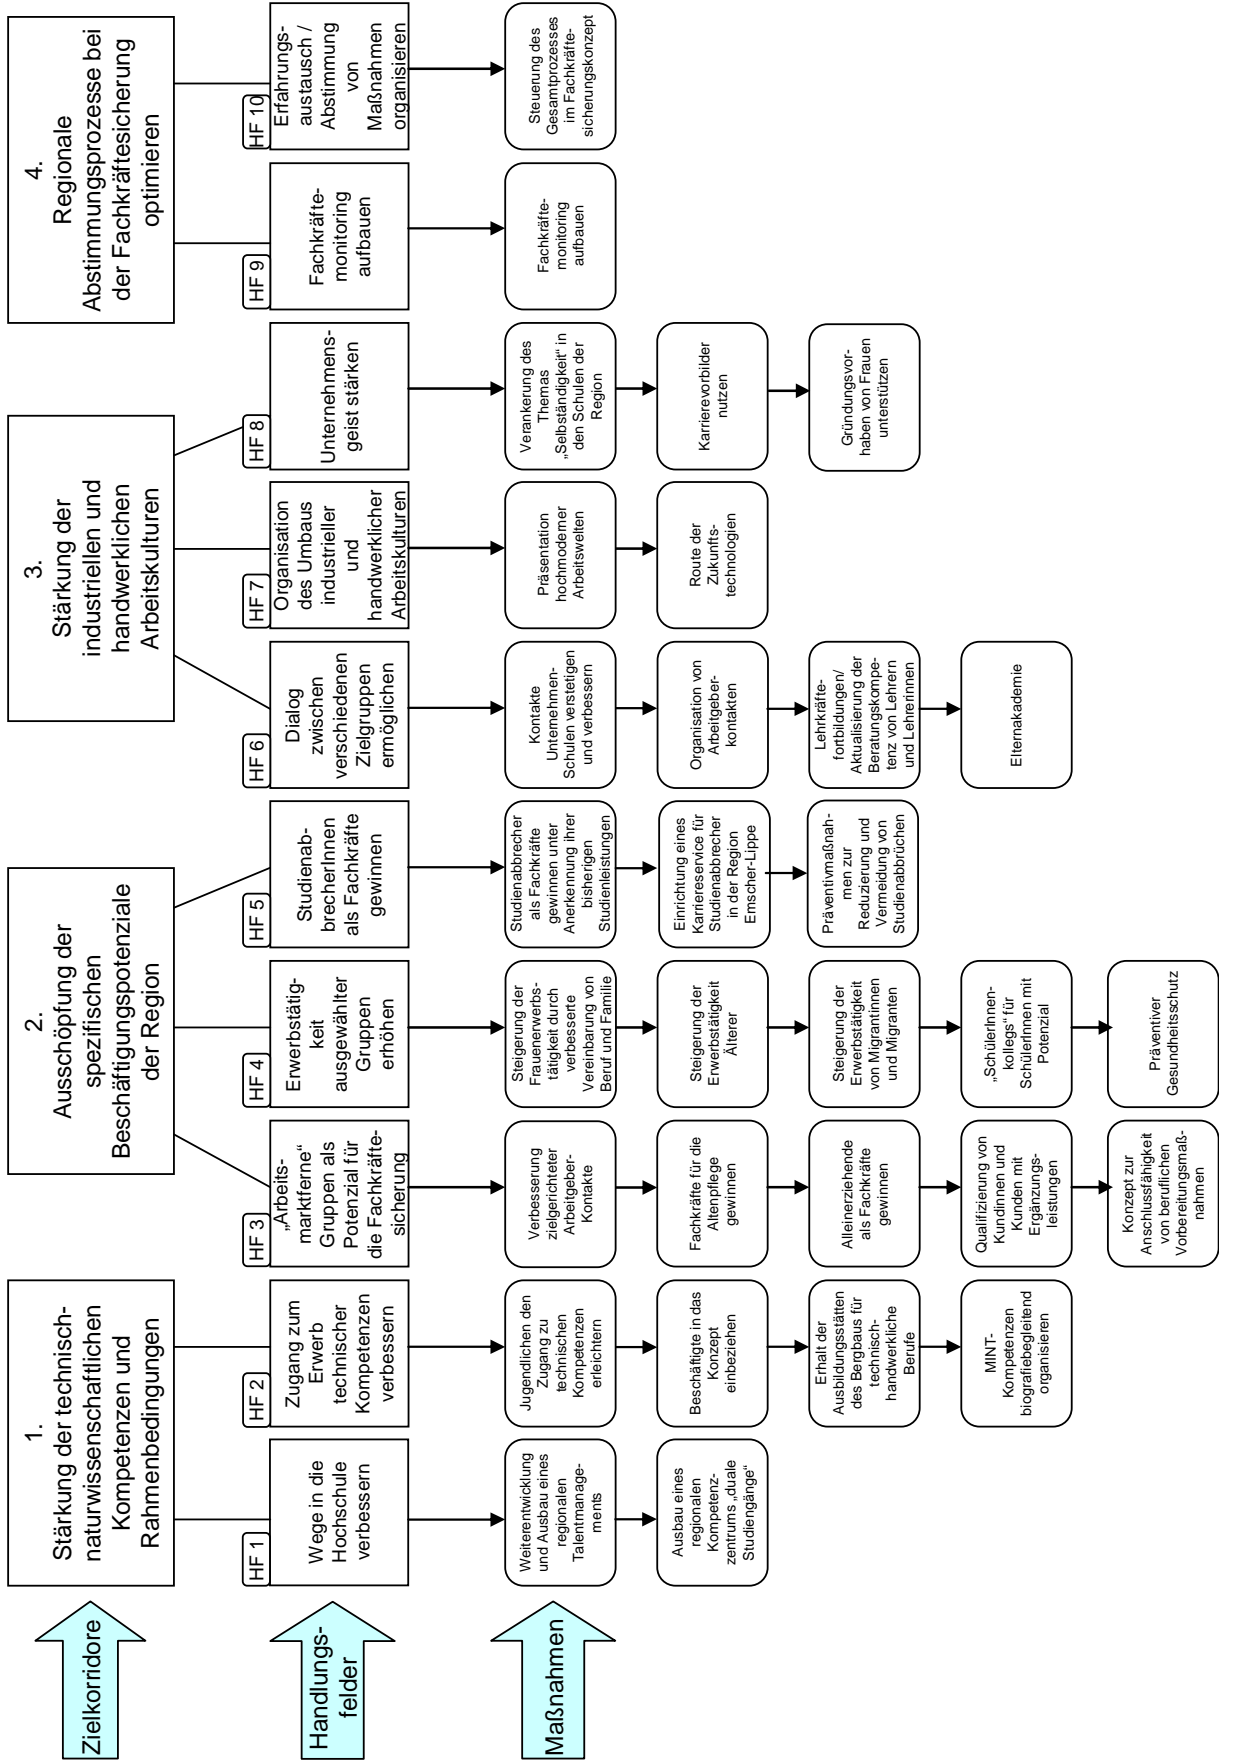 Zielkorridore
1.
Stärkung der technisch-
naturwissenschaftlichen
Kompetenzen und
Rahmenbedingungen
2.
Ausschöpfung der
spezifischen
Beschäftigungspotenziale
der Region
3.
Stärkung der
industriellen und
handwerklichen
Arbeitskulturen
4.
Regionale
Abstimmungsprozesse bei
der Fachkräftesicherung
optimieren
Handlungs-
felder
HF 1
Wege in die
Hochschule
verbessern
HF 2
Zugang zum
Erwerb
technischer
Kompetenzen
verbessern
HF 3
„Arbeits-
marktferne“
Gruppen als
Potenzial für
die Fachkräfte-
sicherung
HF 4
Erwerbstätig-
keit
ausgewählter
Gruppen
erhöhen
HF 5
Studienab-
brecherInnen
als Fachkräfte
gewinnen
HF 6
Dialog
zwischen
verschiedenen
Zielgruppen
ermöglichen
HF 7
Organisation
des Umbaus
industrieller
und
handwerklicher
Arbeitskulturen
HF 8
Unternehmens-
geist stärken
HF 9
Fachkräfte-
monitoring
aufbauen
HF 10
Erfahrungs-
austausch /
Abstimmung
von
Maßnahmen
organisieren
Maßnahmen
Weiterentwicklung
und Ausbau eines
regionalen
Talentmanage-
ments
Ausbau eines
regionalen
Kompetenz-
zentrums „duale
Studiengänge“
Jugendlichen den
Zugang zu
technischen
Kompetenzen
erleichtern
Beschäftigte in das
Konzept
einbeziehen
Erhalt der
Ausbildungsstätten
des Bergbaus für
technisch-
handwerkliche
Berufe
MINT-
Kompetenzen
biografiebegleitend
organisieren
Verbesserung
zielgerichteter
Arbeitgeber-
Kontakte
Fachkräfte für die
Altenpflege
gewinnen
Alleinerziehende
als Fachkräfte
gewinnen
Qualifizierung von
Kundinnen und
Kunden mit
Ergänzungs-
leistungen
Konzept zur
Anschlussfähigkeit
von beruflichen
Vorbereitungsmaß-
nahmen
Steigerung der
Frauenerwerbs-
tätigkeit durch
verbesserte
Vereinbarung von
Beruf und Familie
Steigerung der
Erwerbstätigkeit
Älterer
Steigerung der
Erwerbstätigkeit
von Migrantinnen
und Migranten
„SchülerInnen-
kollegs“ für
SchülerInnen mit
Potenzial
Präventiver
Gesundheitsschutz
Studienabbrecher
als Fachkräfte
gewinnen unter
Anerkennung ihrer
bisherigen
Studienleistungen
Einrichtung eines
Karriereservice für
Studienabbrecher
in der Region
Emscher-Lippe
Präventivmaßnah-
men zur
Reduzierung und
Vermeidung von
Studienabbrüchen
Kontakte
Unternehmen-
Schulen verstetigen
und verbessern
Organisation von
Arbeitgeber-
kontakten
Lehrkräfte-
fortbildungen/
Aktualisierung der
Beratungskompe-
tenz von Lehrern
und Lehrerinnen
Elternakademie
Präsentation
hochmoderner
Arbeitswelten
Route der
Zukunfts-
technologien
Verankerung des
Themas
„Selbständigkeit“ in
den Schulen der
Region
Karrierevorbilder
nutzen
Gründungsvor-
haben von Frauen
unterstützen
Fachkräfte-
monitoring
aufbauen
Steuerung des
Gesamtprozesses
im Fachkräfte-
sicherungskonzept